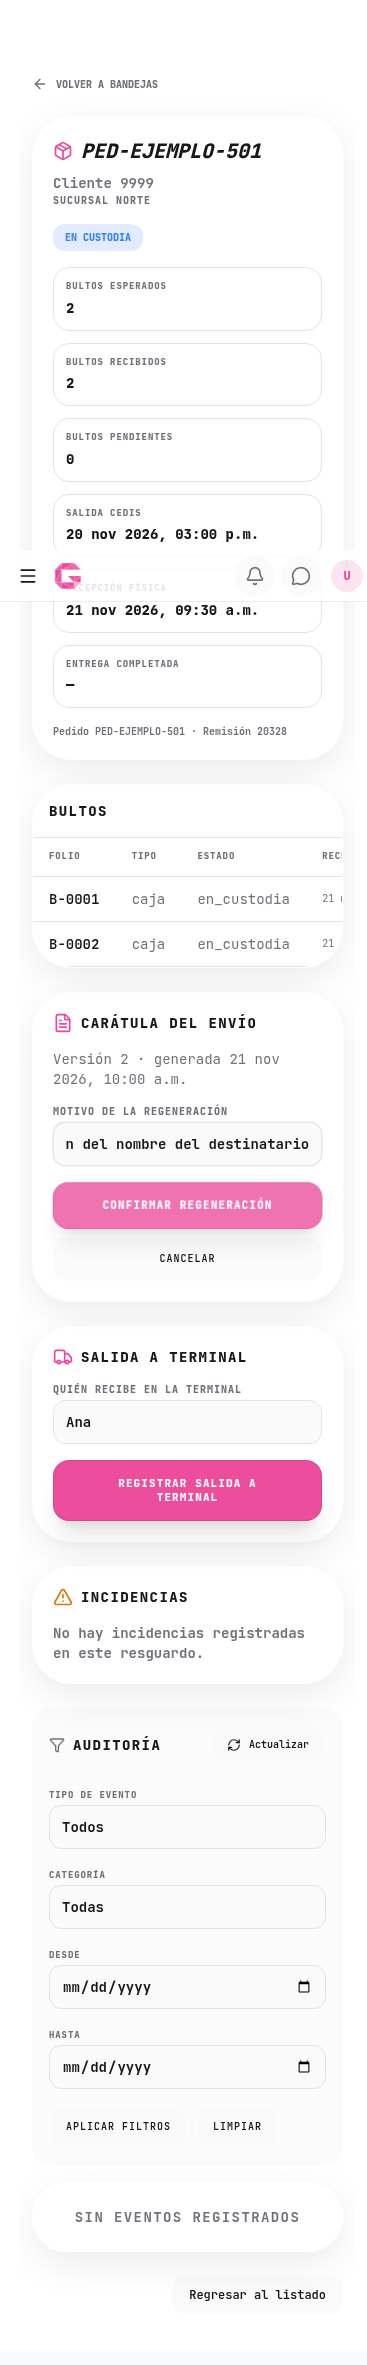 VOLVER A BANDEJAS
PED-EJEMPLO-501
Cliente 9999
SUCURSAL NORTE
EN CUSTODIA
BULTOS ESPERADOS
2
BULTOS RECIBIDOS
2
BULTOS PENDIENTES
0
SALIDA CEDIS
20 nov 2026, 03:00 p.m.
U
RECEPCIÓN FÍSICA
21 nov 2026, 09:30 a.m.
ENTREGA COMPLETADA
—
Pedido PED-EJEMPLO-501 · Remisión 20328
BULTOS
FOLIO TIPO ESTADO
B-0001 caja en_custodia 21
B-0002 caja en_custodia 21
CARÁTULA DEL ENVÍO
Versión 2 · generada 21 nov
2026, 10:00 a.m.
MOTIVO DE LA REGENERACIÓN
n del nombre del destinatario
CONFIRMAR REGENERACIÓN
CANCELAR
SALIDA A TERMINAL
QUIÉN RECIBE EN LA TERMINAL
Ana
REGISTRAR SALIDA A
TERMINAL
INCIDENCIAS
No hay incidencias registradas
en este resguardo.
AUDITORÍA
Actualizar
TIPO DE EVENTO
Todos
CATEGORÍA
Todas
DESDE
mm/dd/yyyy
HASTA
mm/dd/yyyy
APLICAR FILTROS LIMPIAR
SIN EVENTOS REGISTRADOS
Regresar al listado